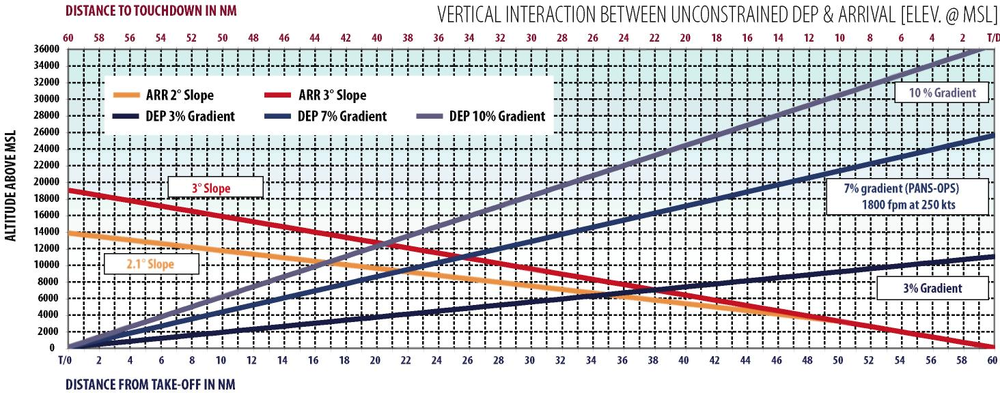 DISTANCE TO TOUCHDOWN IN NM
VERTICAL INTERACTION BETWEEN UNCONSTRAINED DEP & ARRIVAL [ELEV. @ MSL]
60 58 56 54 52 50 48 46 44 42 40 38 36 34 32 30 28 26 24 22 20 18 16 14 12 10 8 6 4 2 T/D
36000
34000
32000
30000
28000
26000
24000
22000
20000
18000
16000
14000
12000
10000
8000
6000
4000
2000
0
ALTITUDE ABOVE MSL
ARR 2° Slope ARR 3° Slope
DEP 3% Gradient DEP 7% Gradient DEP 10% Gradient
10 % Gradient
3° Slope
7% gradient (PANS-OPS)
1800 fpm at 250 kts
2.1° Slope
3% Gradient
T/0 2 4 6 8 10 12 14 16 18 20 22 24 26 28 30 32 34 36 38 40 42 44 46 48 50 52 54 56 58 60
DISTANCE FROM TAKE-OFF IN NM